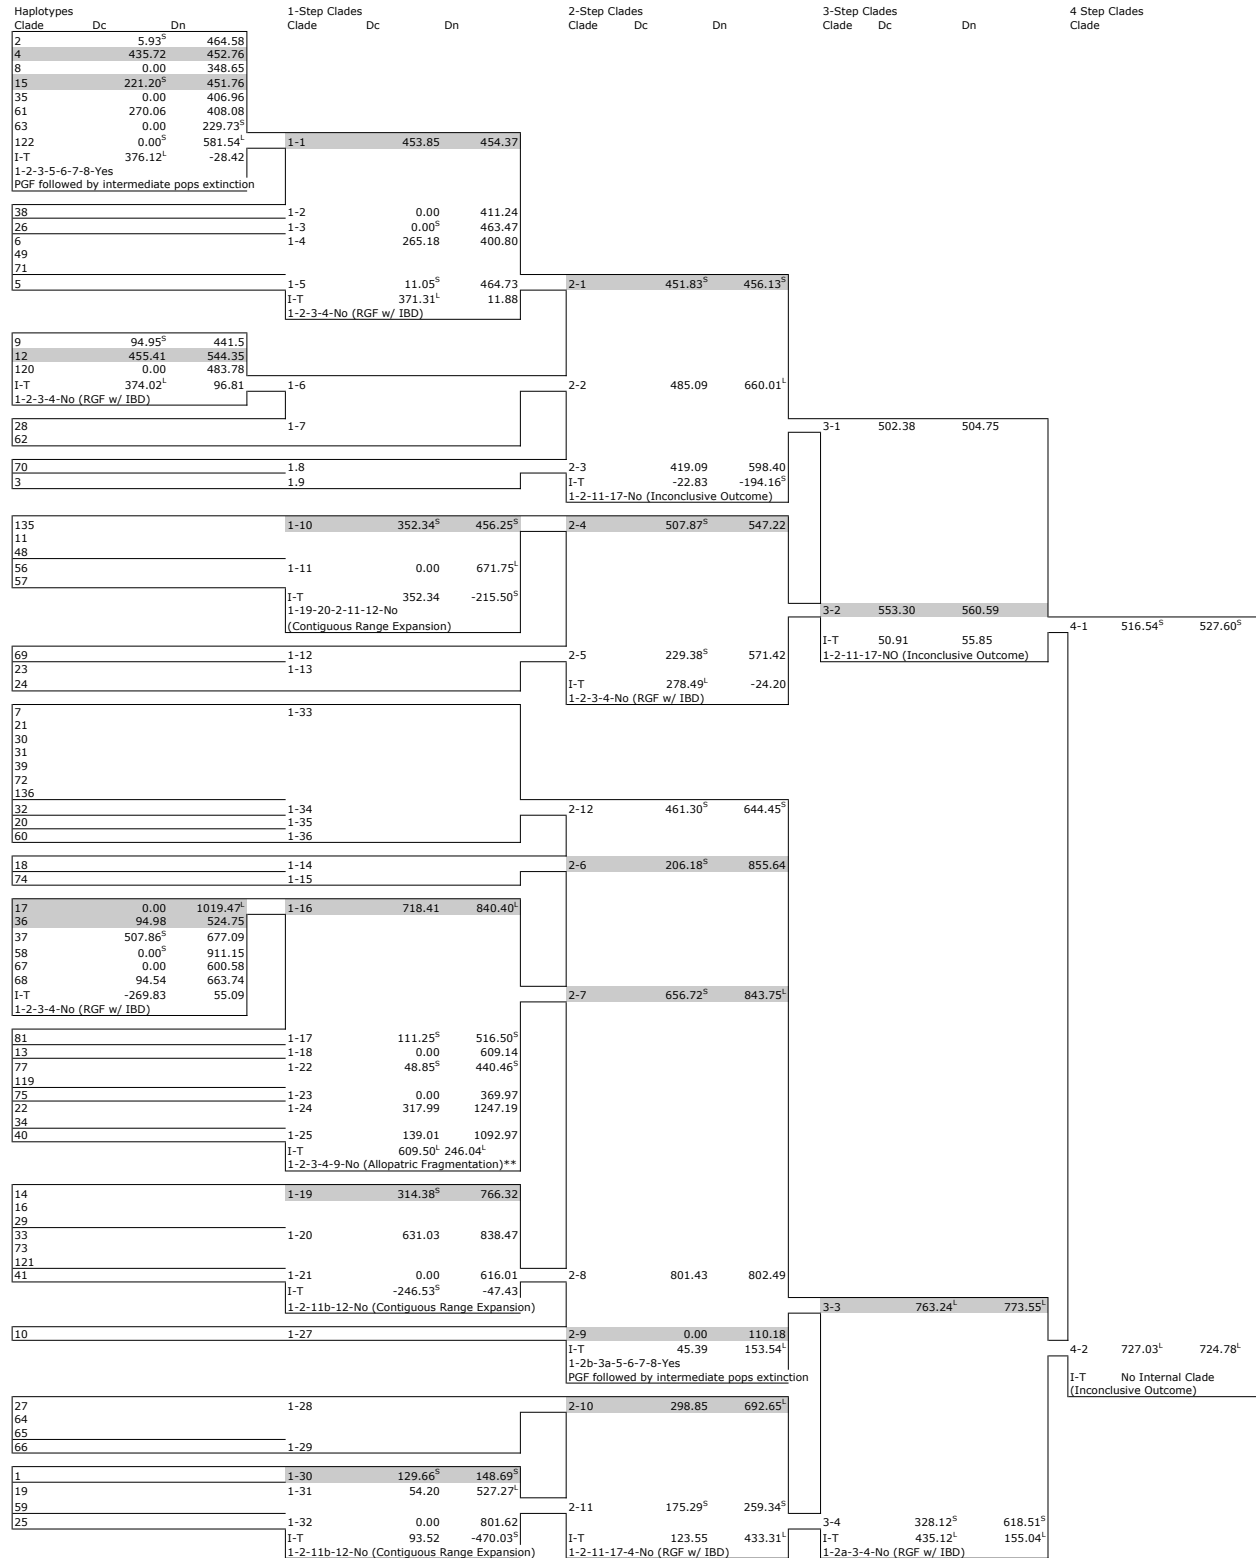 Haplotypes 1-Step Clades 2-Step Clades 3-Step Clades 4 Step Clades
Clade Dc Dn Clade Dc Dn Clade Dc Dn Clade Dc Dn Clade
2 5.93S 464.58
4 435.72 452.76
8 0.00 348.65
15 221.20S 451.76
35 0.00 406.96
61 270.06 408.08
63 0.00 229.73S
122 0.00S 581.54L 1-1 453.85 454.37
I-T 376.12L -28.42
1-2-3-5-6-7-8-Yes
PGF followed by intermediate pops extinction
38 1-2 0.00 411.24
26 1-3 0.00S 463.47
6 1-4 265.18 400.80
49
71
5 1-5 11.05S 464.73 2-1 451.83S 456.13S
I-T 371.31L 11.88
1-2-3-4-No (RGF w/ IBD)
9 94.95S 441.5
12 455.41 544.35
120 0.00 483.78
I-T 374.02L 96.81 1-6 2-2 485.09 660.01L
1-2-3-4-No (RGF w/ IBD)
28 1-7 3-1 502.38 504.75
62
70 1.8 2-3 419.09 598.40
3 1.9 I-T -22.83 -194.16S
1-2-11-17-No (Inconclusive Outcome)
135 1-10 352.34S 456.25S 2-4 507.87S 547.22
11
48
56 1-11 0.00 671.75L
57
I-T 352.34 -215.50S
1-19-20-2-11-12-No 3-2 553.30 560.59
(Contiguous Range Expansion) 4-1 516.54S 527.60S
I-T 50.91 55.85
69 1-12 2-5 229.38S 571.42 1-2-11-17-NO (Inconclusive Outcome)
23 1-13
24 I-T 278.49L -24.20
1-2-3-4-No (RGF w/ IBD)
7 1-33
21
30
31
39
72
136
32 1-34 2-12 461.30S 644.45S
20 1-35
60 1-36
18 1-14 2-6 206.18S 855.64
74 1-15
17 0.00 1019.47L 1-16 718.41 840.40L
36 94.98 524.75
37 507.86S 677.09
58 0.00S 911.15
67 0.00 600.58
68 94.54 663.74
I-T -269.83 55.09 2-7 656.72S 843.75L
1-2-3-4-No (RGF w/ IBD)
81 1-17 111.25S 516.50S
13 1-18 0.00 609.14
77 1-22 48.85S 440.46S
119
75 1-23 0.00 369.97
22 1-24 317.99 1247.19
34
40 1-25 139.01 1092.97
I-T 609.50L 246.04L
1-2-3-4-9-No (Allopatric Fragmentation)**
14 1-19 314.38S 766.32
16
29
33 1-20 631.03 838.47
73
121
41 1-21 0.00 616.01 2-8 801.43 802.49
I-T -246.53S -47.43
1-2-11b-12-No (Contiguous Range Expansion) 3-3 763.24L 773.55L
10 1-27 2-9 0.00 110.18
I-T 45.39 153.54L 4-2 727.03L 724.78L
1-2b-3a-5-6-7-8-Yes
PGF followed by intermediate pops extinction I-T No Internal Clade
(Inconclusive Outcome)
27 1-28 2-10 298.85 692.65L
64
65
66 1-29
1 1-30 129.66S 148.69S
19 1-31 54.20 527.27L
59 2-11 175.29S 259.34S
25 1-32 0.00 801.62 3-4 328.12S 618.51S
I-T 93.52 -470.03S I-T 123.55 433.31L I-T 435.12L 155.04L
1-2-11b-12-No (Contiguous Range Expansion) 1-2-11-17-4-No (RGF w/ IBD) 1-2a-3-4-No (RGF w/ IBD)